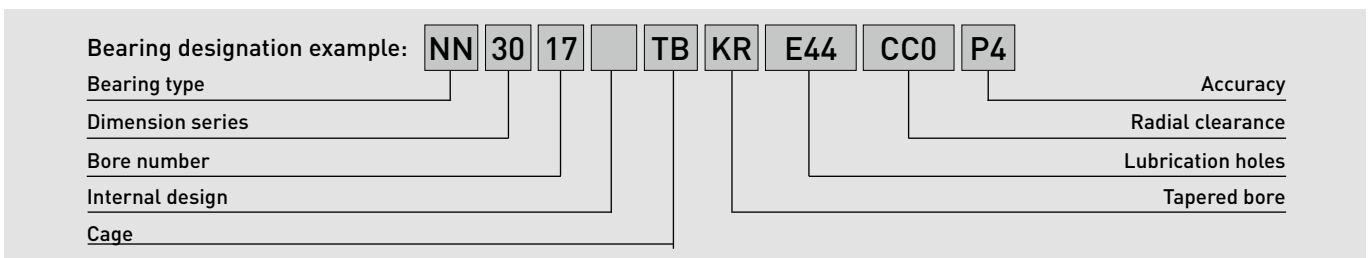 Bearing designation example: NN 30 17 TB KR E44 CC0 P4
Bearing type Accuracy
Dimension series Radial clearance
Bore number Lubrication holes
Internal design Tapered bore
Cage